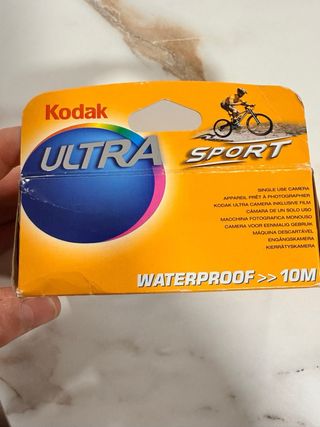 Kodak
ULTRA SPORT
SINGLE USE CAMERA
APPAREIL PRÊT À PHOTOGRAPHIER
KODAK ULTRA CAMERA INKLUSIVE FILM
CÁMARA DE UN SOLO USO
MACCHINA FOTOGRAFICA MONOUSO
CAMERA VOOR EENMALIG GEBRUIK
MÁQUINA DESCARTÁVEL
ENGÅNGSKAMERA
KIERRÄTYSKAMERA
WATERPROOF >> 10M